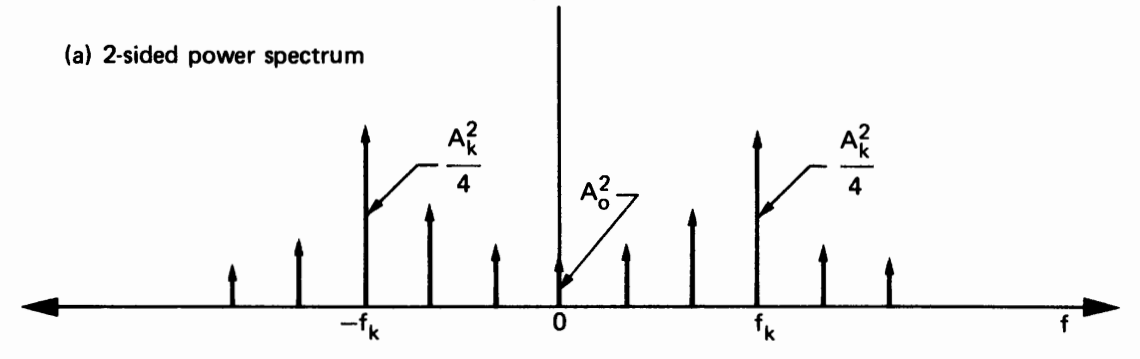 (a) 2-sided power spectrum
A_k^2/4
A_o^2
A_k^2/4
−f_k
0
f_k
f